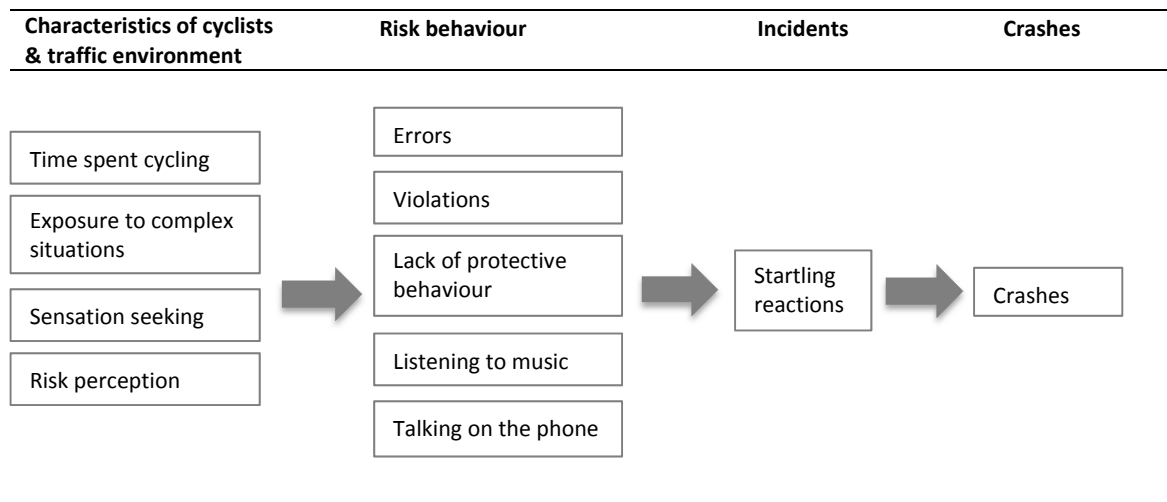 Characteristics of cyclists
& traffic environment
Risk behaviour
Incidents
Crashes
Time spent cycling
Exposure to complex
situations
Sensation seeking
Risk perception
Errors
Violations
Lack of protective
behaviour
Listening to music
Talking on the phone
Startling
reactions
Crashes